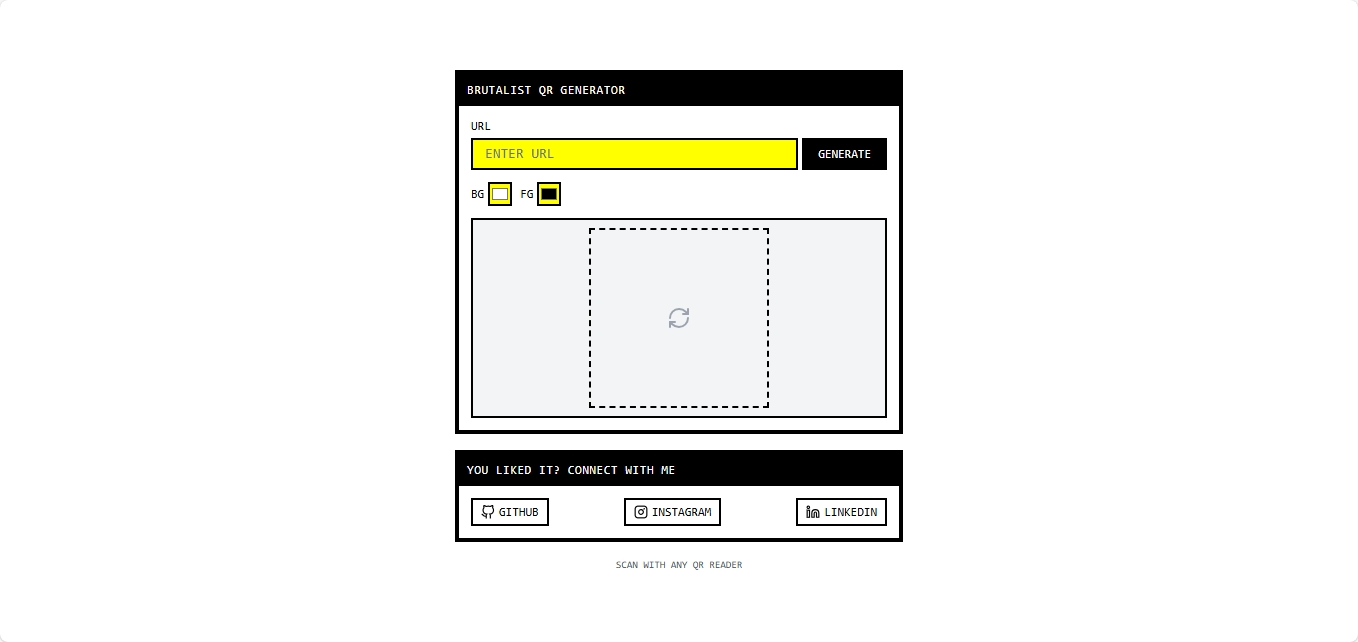 BRUTALIST QR GENERATOR
URL
ENTER URL
GENERATE
BG FG
YOU LIKED IT? CONNECT WITH ME
GITHUB INSTAGRAM LINKEDIN
SCAN WITH ANY QR READER